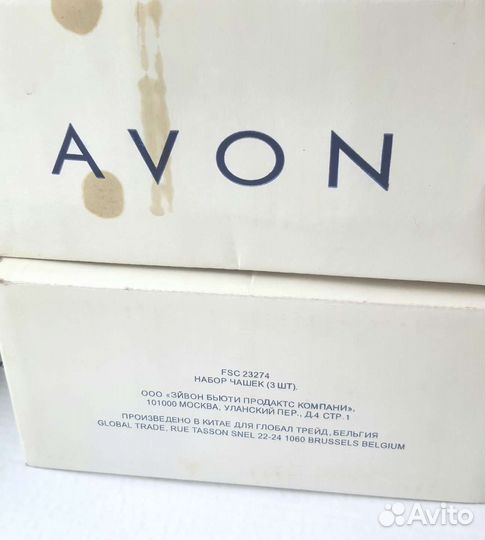 AVON
FSC 23274
НАБОР ЧАШЕК (3 ШТ).
ООО «ЭЙВОН БЬЮТИ ПРОДАКТС КОМПАНИ»,
101000 МОСКВА, УЛАНСКИЙ ПЕР., Д.4 СТР.1
ПРОИЗВЕДЕНО В КИТАЕ ДЛЯ ГЛОБАЛ ТРЕЙД, БЕЛЬГИЯ
GLOBAL TRADE, RUE TASSON SNEL 22-24 1060 BRUSSELS BELGIUM
Avito